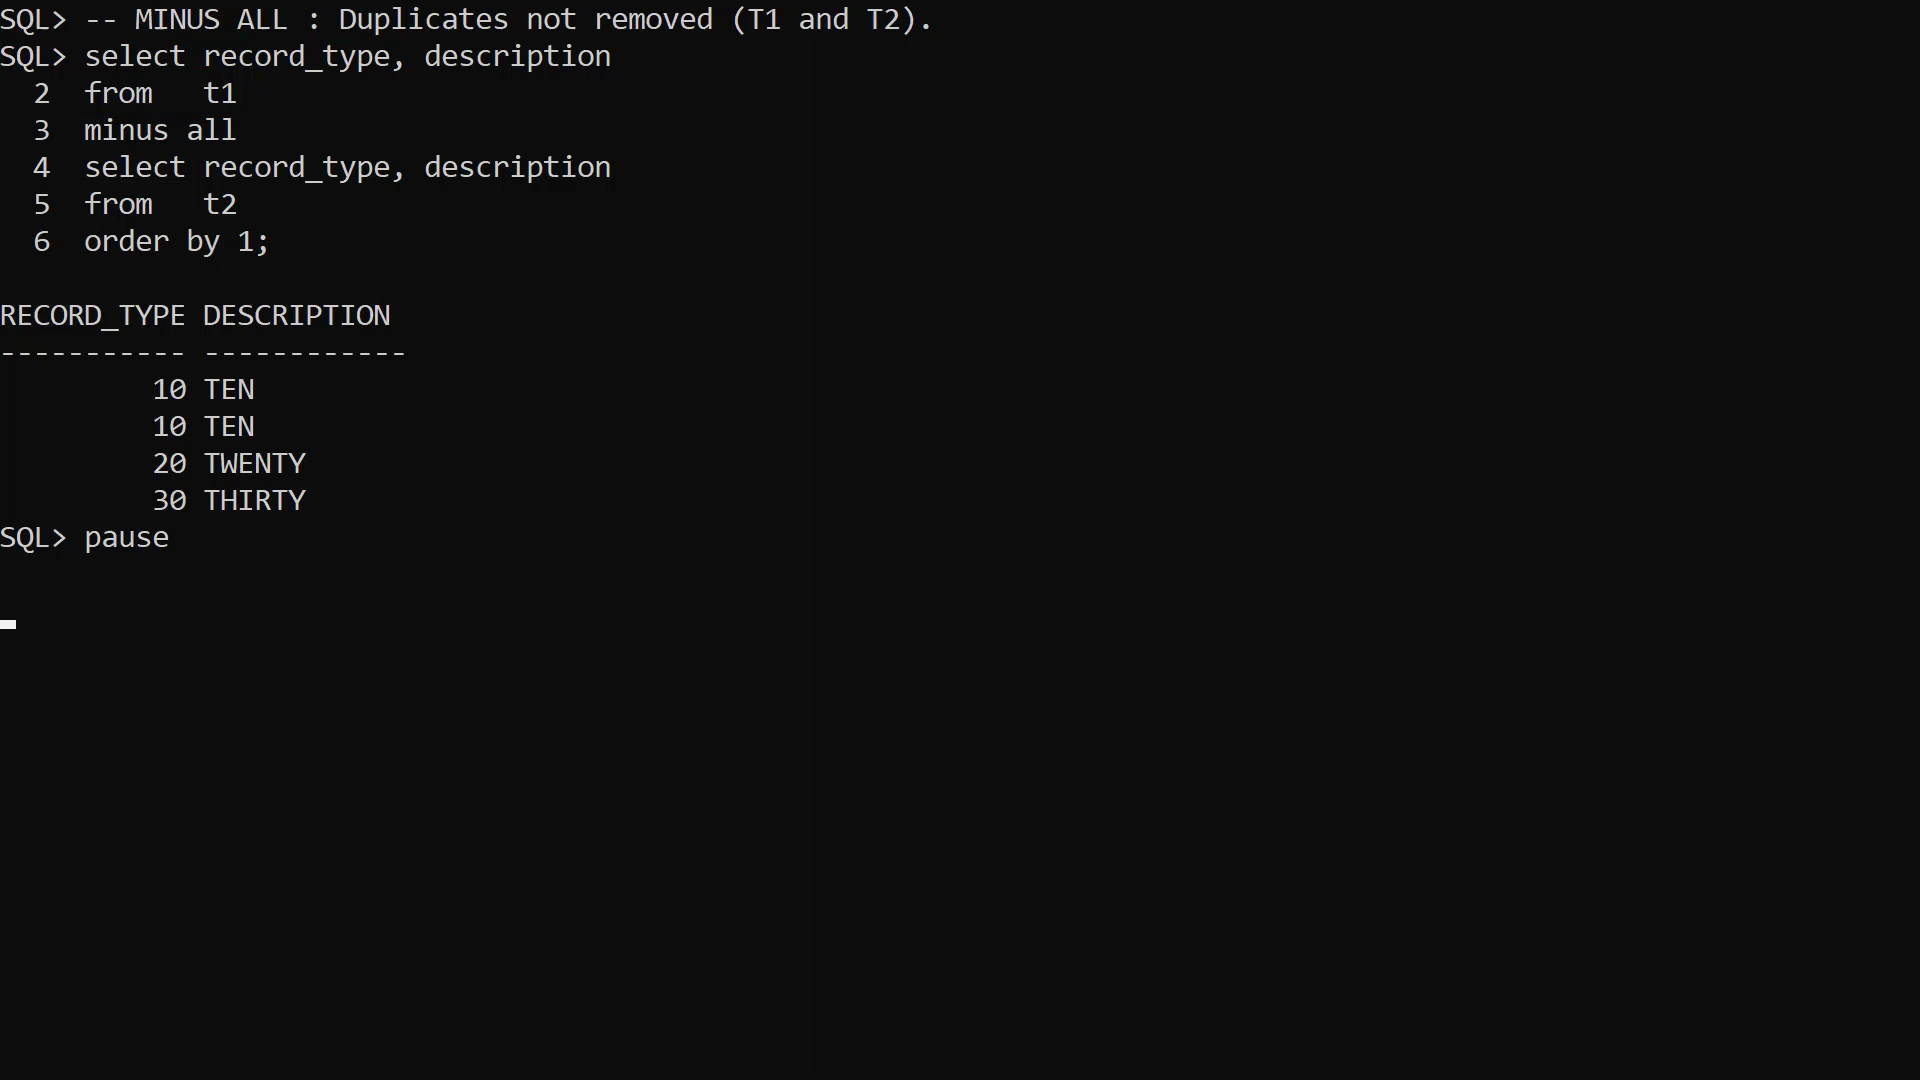 SQL> -- MINUS ALL : Duplicates not removed (T1 and T2).
SQL> select record_type, description
  2  from   t1
  3  minus all
  4  select record_type, description
  5  from   t2
  6  order by 1;

RECORD_TYPE DESCRIPTION
----------- ------------
         10 TEN
         10 TEN
         20 TWENTY
         30 THIRTY
SQL> pause